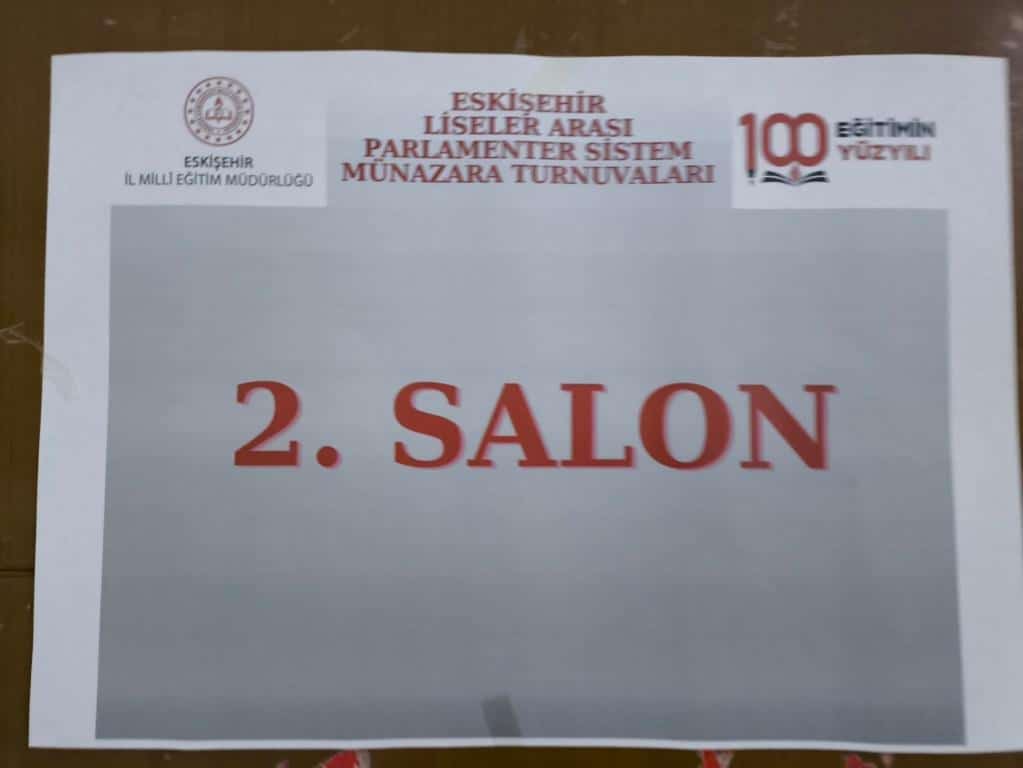 ESKİŞEHİR
İL MİLLÎ EĞİTİM MÜDÜRLÜĞÜ
ESKİŞEHİR
LİSELER ARASI
PARLAMENTER SİSTEM
MÜNAZARA TURNUVALARI
100 EĞİTİMİN
YÜZYILI
2. SALON